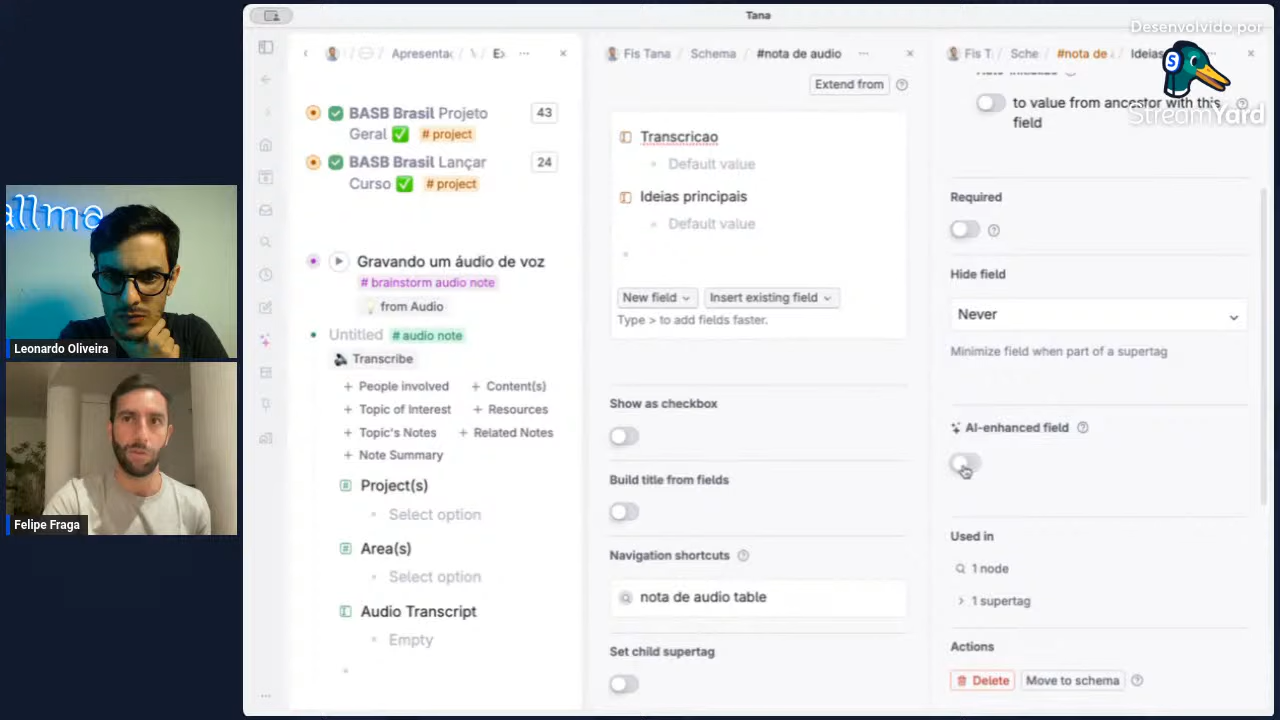 Tana
Desenvolvido por
StreamYard
Apresentaç
Fis Tana / Schema / #nota de audio
Fis T / Sche / #nota de / Ideias
Extend from
BASB Brasil Projeto
Geral ✅ # project
43
BASB Brasil Lançar
Curso ✅ # project
24
Gravando um áudio de voz
# brainstorm audio note
from Audio
Untitled # audio note
Transcribe
+ People involved + Content(s)
+ Topic of Interest + Resources
+ Topic's Notes + Related Notes
+ Note Summary
Project(s)
Select option
Area(s)
Select option
Audio Transcript
Empty
Transcricao
Default value
Ideias principais
Default value
New field Insert existing field
Type > to add fields faster.
Show as checkbox
Build title from fields
Navigation shortcuts
nota de audio table
Set child supertag
to value from ancestor with this
field
Required
Hide field
Never
Minimize field when part of a supertag
AI-enhanced field
Used in
1 node
1 supertag
Actions
Delete Move to schema
Leonardo Oliveira
Felipe Fraga